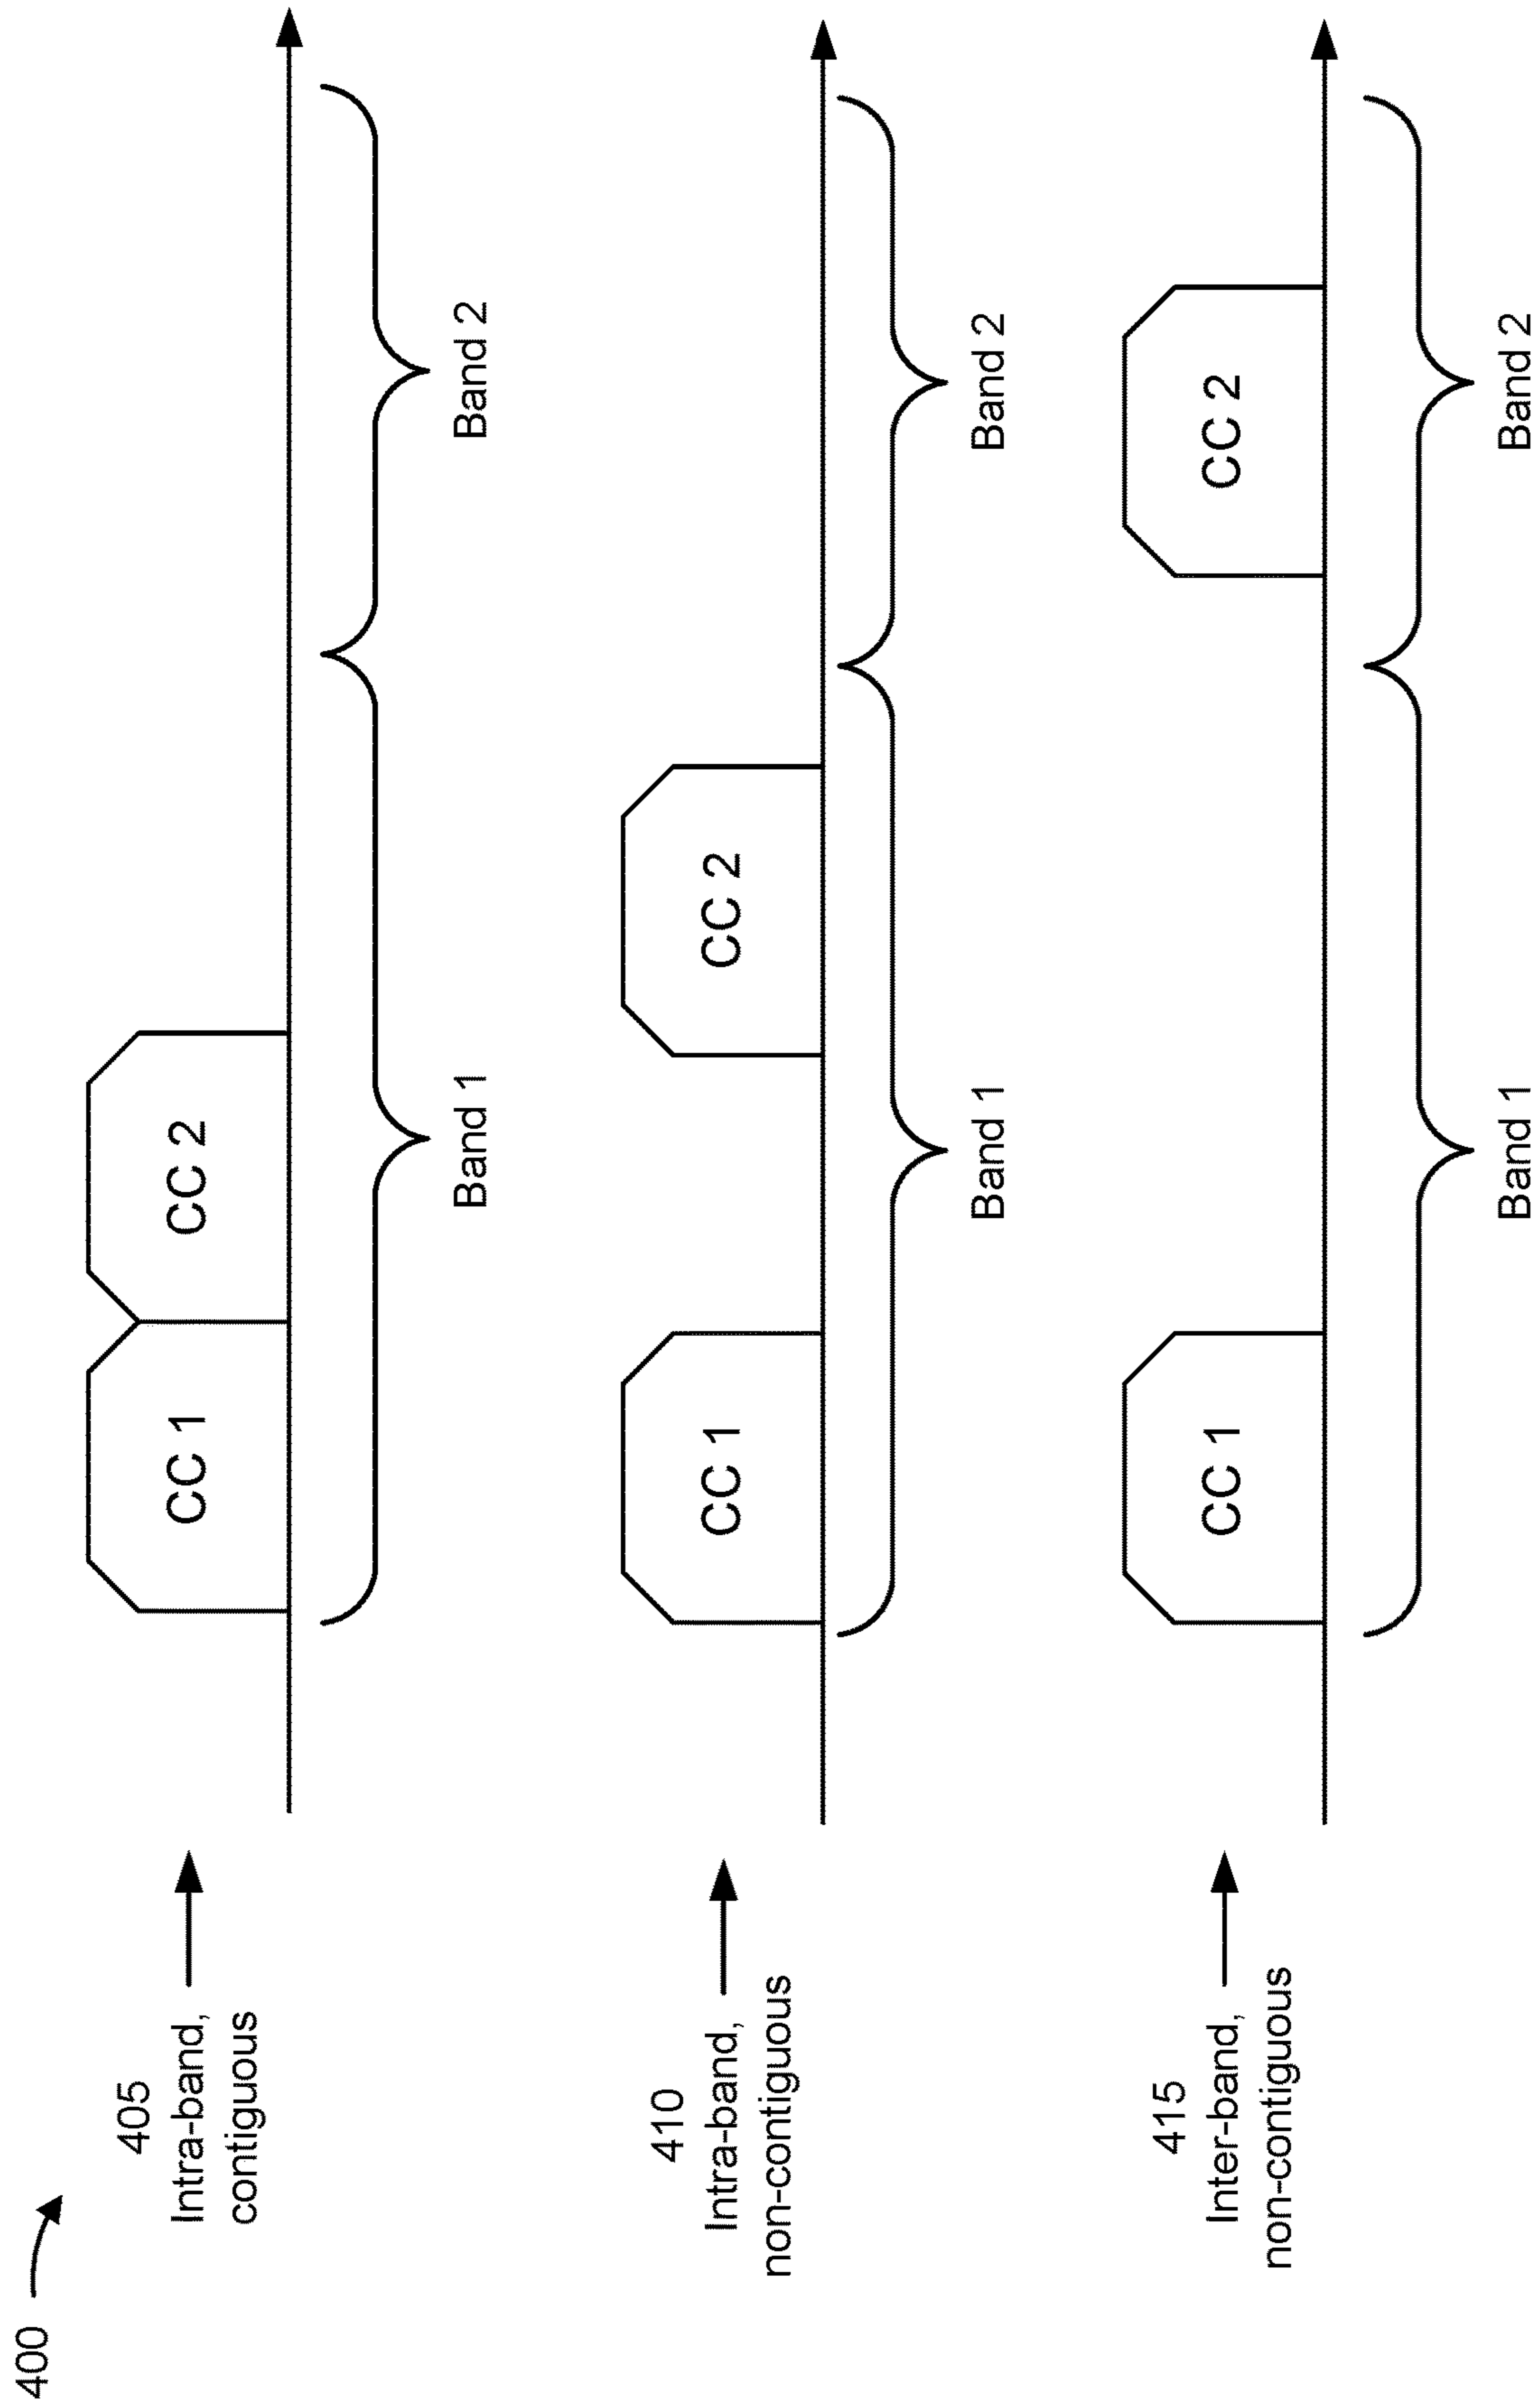 400
405
Intra-band,
contiguous
CC 1
CC 2
Band 1
Band 2
410
Intra-band,
non-contiguous
CC 1
CC 2
Band 1
Band 2
415
Inter-band,
non-contiguous
CC 1
CC 2
Band 1
Band 2